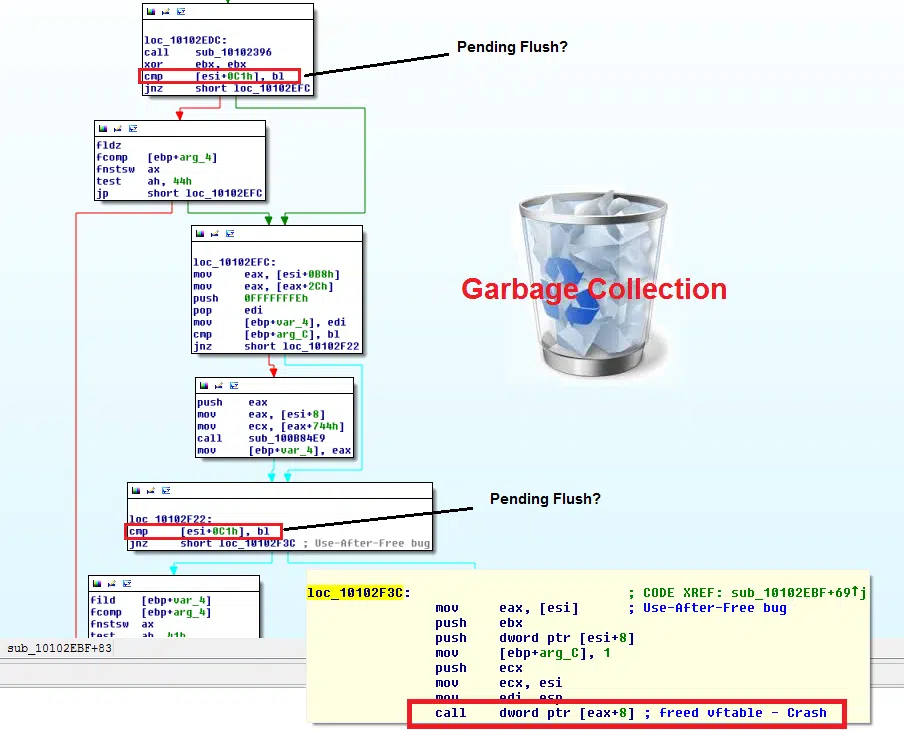 loc_10102EDC:
call sub_10102396
xor ebx, ebx
cmp [esi+0C1h], bl
jnz short loc_10102EFC
Pending Flush?
fldz
fcomp [ebp+arg_4]
fnstsw ax
test ah, 44h
jp short loc_10102EFC
loc_10102EFC:
mov eax, [esi+0B8h]
mov eax, [eax+2Ch]
push 0FFFFFFFEh
pop edi
mov [ebp+var_4], edi
cmp [ebp+arg_C], bl
jnz short loc_10102F22
Garbage Collection
push eax
mov eax, [esi+8]
mov ecx, [eax+744h]
call sub_100B84E9
mov [ebp+var_4], eax
loc_10102F22:
cmp [esi+0C1h], bl
jnz short loc_10102F3C ; Use-After-Free bug
Pending Flush?
fild [ebp+var_4]
fcomp [ebp+arg_4]
fnstsw ax
test ah, 41h
sub_10102EBF+83
loc_10102F3C: ; CODE XREF: sub_10102EBF+69↑j
mov eax, [esi] ; Use-After-Free bug
push ebx
push dword ptr [esi+8]
mov [ebp+arg_C], 1
push ecx
mov ecx, esi
mov edi, esp
call dword ptr [eax+8] ; freed vftable - Crash